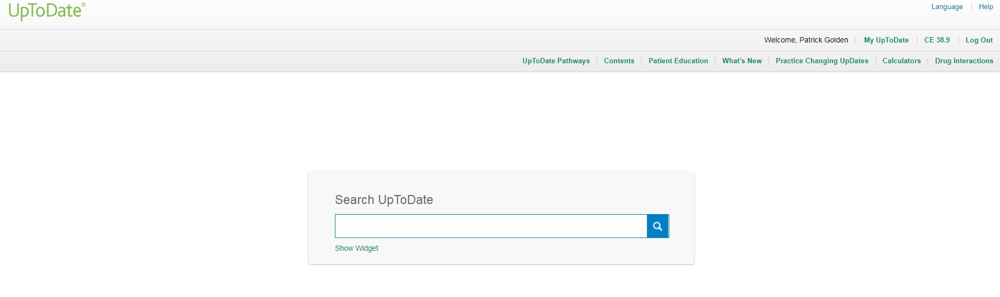 UpToDate®
Language Help
Welcome, Patrick Golden My UpToDate CE 38.9 Log Out
UpToDate Pathways Contents Patient Education What's New Practice Changing UpDates Calculators Drug Interactions
Search UpToDate
Show Widget